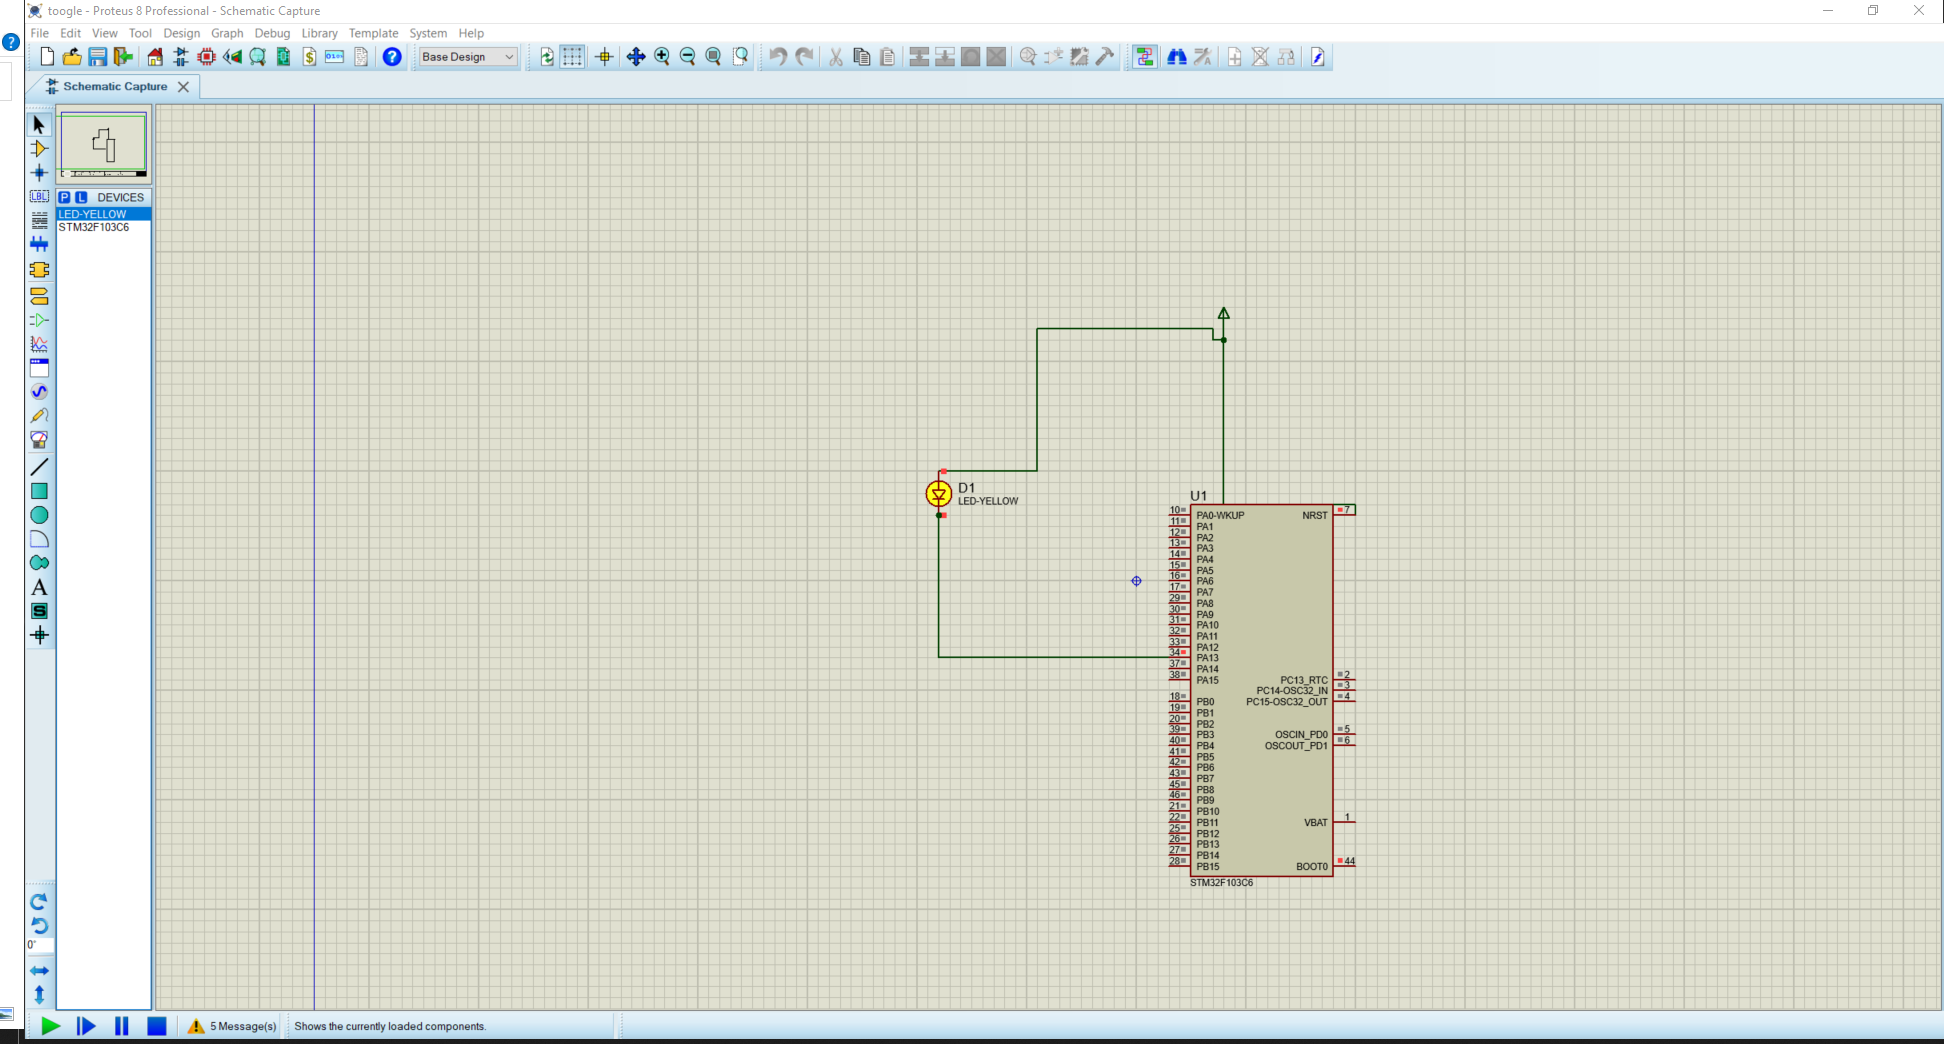 toogle - Proteus 8 Professional - Schematic Capture
File Edit View Tool Design Graph Debug Library Template System Help
Base Design
Schematic Capture
P L DEVICES
LED-YELLOW
STM32F103C6
LBL
A
S
0°
D1
LED-YELLOW
U1
10 PA0-WKUP NRST 7
11 PA1
12 PA2
13 PA3
14 PA4
15 PA5
16 PA6
17 PA7
29 PA8
30 PA9
31 PA10
32 PA11
33 PA12
34 PA13
37 PA14
38 PA15 PC13_RTC 2
PC14-OSC32_IN 3
18 PB0 PC15-OSC32_OUT 4
19 PB1
20 PB2
39 PB3 OSCIN_PD0 5
40 PB4 OSCOUT_PD1 6
41 PB5
42 PB6
43 PB7
45 PB8
46 PB9
21 PB10
22 PB11 VBAT 1
25 PB12
26 PB13
27 PB14
28 PB15 BOOT0 44
STM32F103C6
5 Message(s) Shows the currently loaded components.